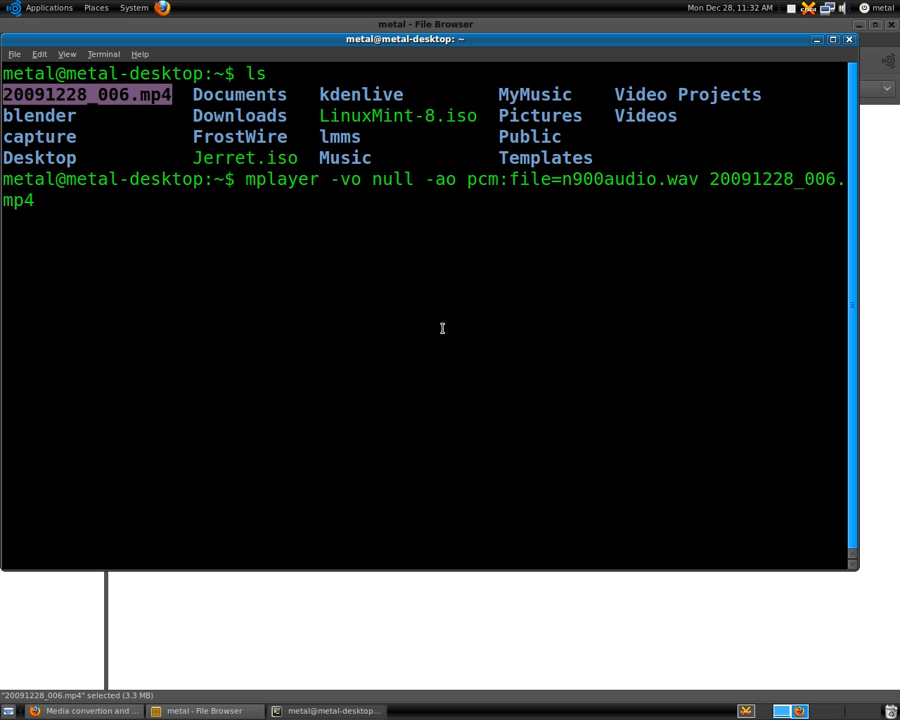 Applications Places System Mon Dec 28, 11:32 AM metal
metal - File Browser
metal@metal-desktop: ~
File Edit View Terminal Help
metal@metal-desktop:~$ ls
20091228_006.mp4 Documents kdenlive MyMusic Video Projects
blender Downloads LinuxMint-8.iso Pictures Videos
capture FrostWire lmms Public
Desktop Jerret.iso Music Templates
metal@metal-desktop:~$ mplayer -vo null -ao pcm:file=n900audio.wav 20091228_006.
mp4
"20091228_006.mp4" selected (3.3 MB)
Media convertion and ... metal - File Browser metal@metal-desktop...